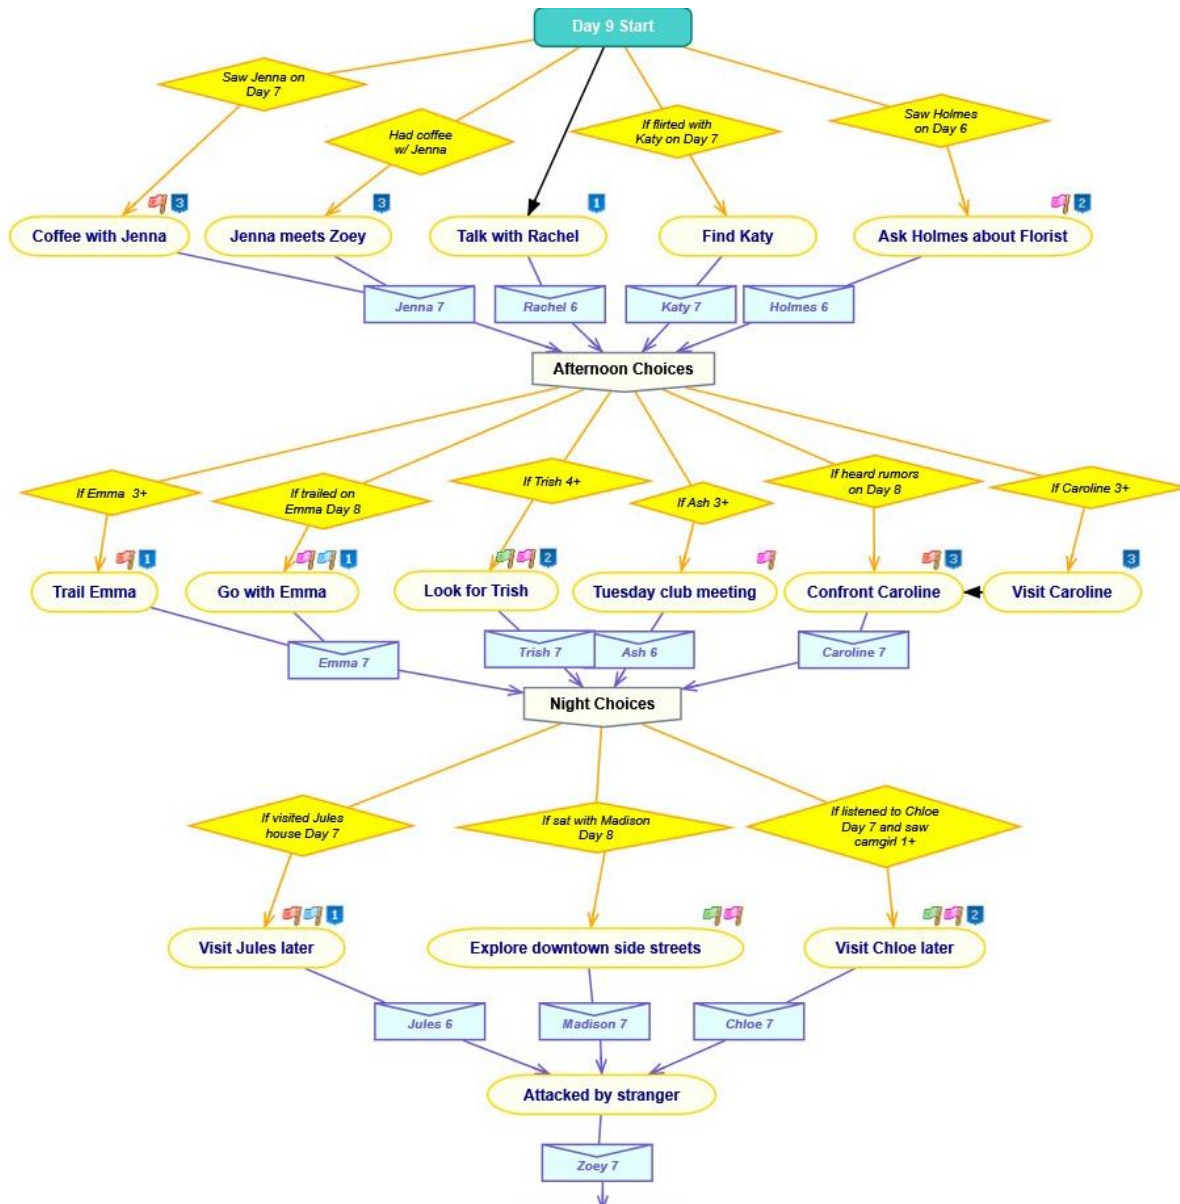 Day 9 Start
Saw Jenna on
Day 7
Had coffee
w/ Jenna
If flirted with
Katy on Day 7
Saw Holmes
on Day 6
3
3
1
2
Coffee with Jenna
Jenna meets Zoey
Talk with Rachel
Find Katy
Ask Holmes about Florist
Jenna 7
Rachel 6
Katy 7
Holmes 6
Afternoon Choices
If Emma 3+
If trailed on
Emma Day 8
If Trish 4+
If Ash 3+
If heard rumors
on Day 8
If Caroline 3+
1
1
2
3
3
Trail Emma
Go with Emma
Look for Trish
Tuesday club meeting
Confront Caroline
Visit Caroline
Emma 7
Trish 7
Ash 6
Caroline 7
Night Choices
If visited Jules
house Day 7
If sat with Madison
Day 8
If listened to Chloe
Day 7 and saw
camgirl 1+
1
2
Visit Jules later
Explore downtown side streets
Visit Chloe later
Jules 6
Madison 7
Chloe 7
Attacked by stranger
Zoey 7